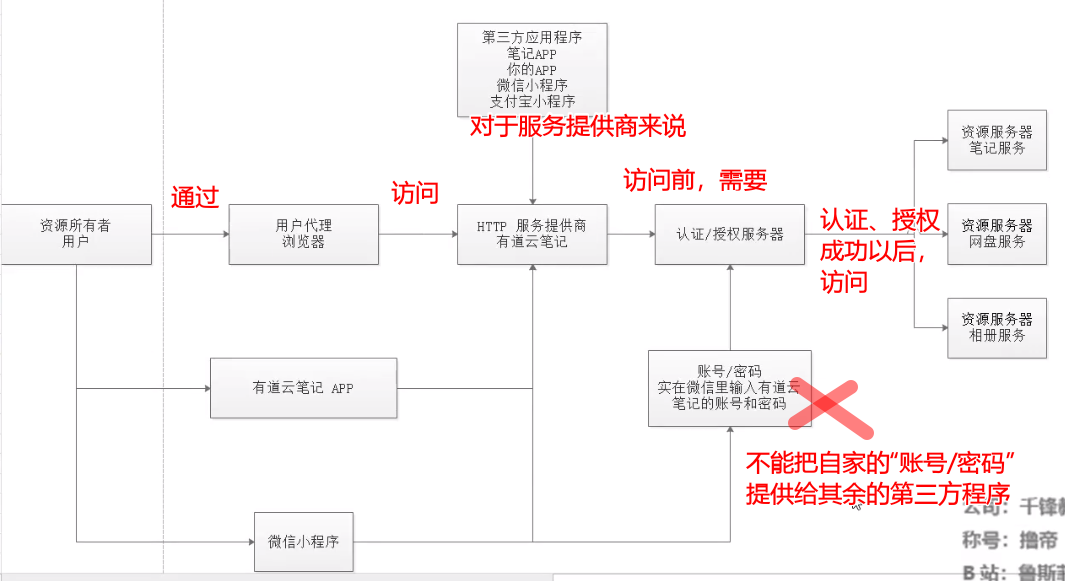 第三方应用程序
笔记APP
你的APP
微信小程序
支付宝小程序
对于服务提供商来说
资源服务器
笔记服务
通过
访问
访问前，需要
资源所有者
用户
用户代理
浏览器
HTTP 服务提供商
有道云笔记
认证/授权服务器
认证、授权
成功以后，
访问
资源服务器
网盘服务
资源服务器
相册服务
有道云笔记 APP
账号/密码
实在微信里输入有道云
笔记的账号和密码
不能把自家的“账号/密码”
提供给其余的第三方程序
微信小程序
公司：千锋
称号：撸帝
B 站：鲁斯